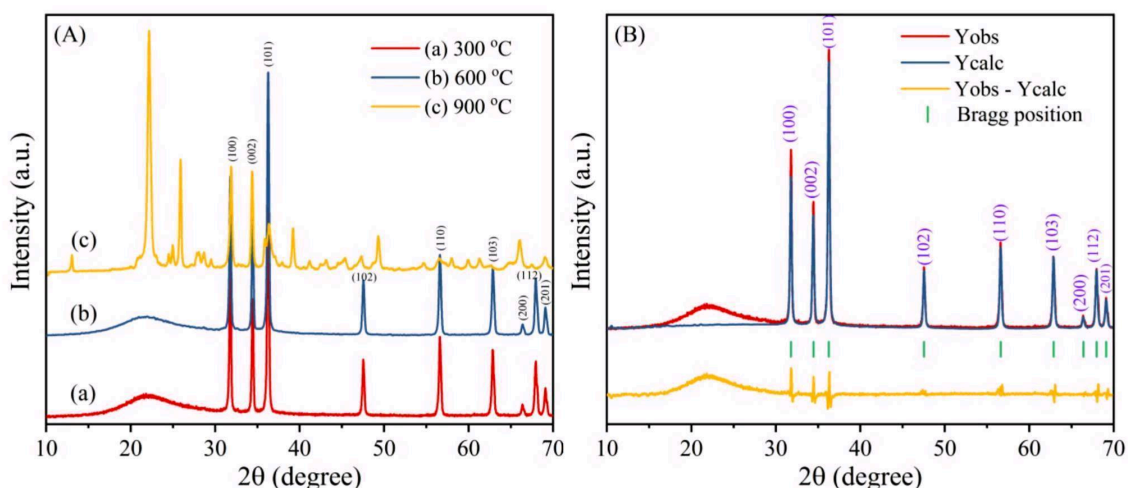 (A)
(a) 300 °C
(b) 600 °C
(c) 900 °C
(101)
(100)
(002)
(c)
(110)
(103)
(102)
(112)
(200)
(201)
(b)
(a)
Intensity (a.u.)
10 20 30 40 50 60 70
2θ (degree)
(B)
(101)
Yobs
Ycalc
Yobs - Ycalc
Bragg position
(100)
(002)
(102)
(110)
(103)
(112)
(200)
(201)
Intensity (a.u.)
10 20 30 40 50 60 70
2θ (degree)